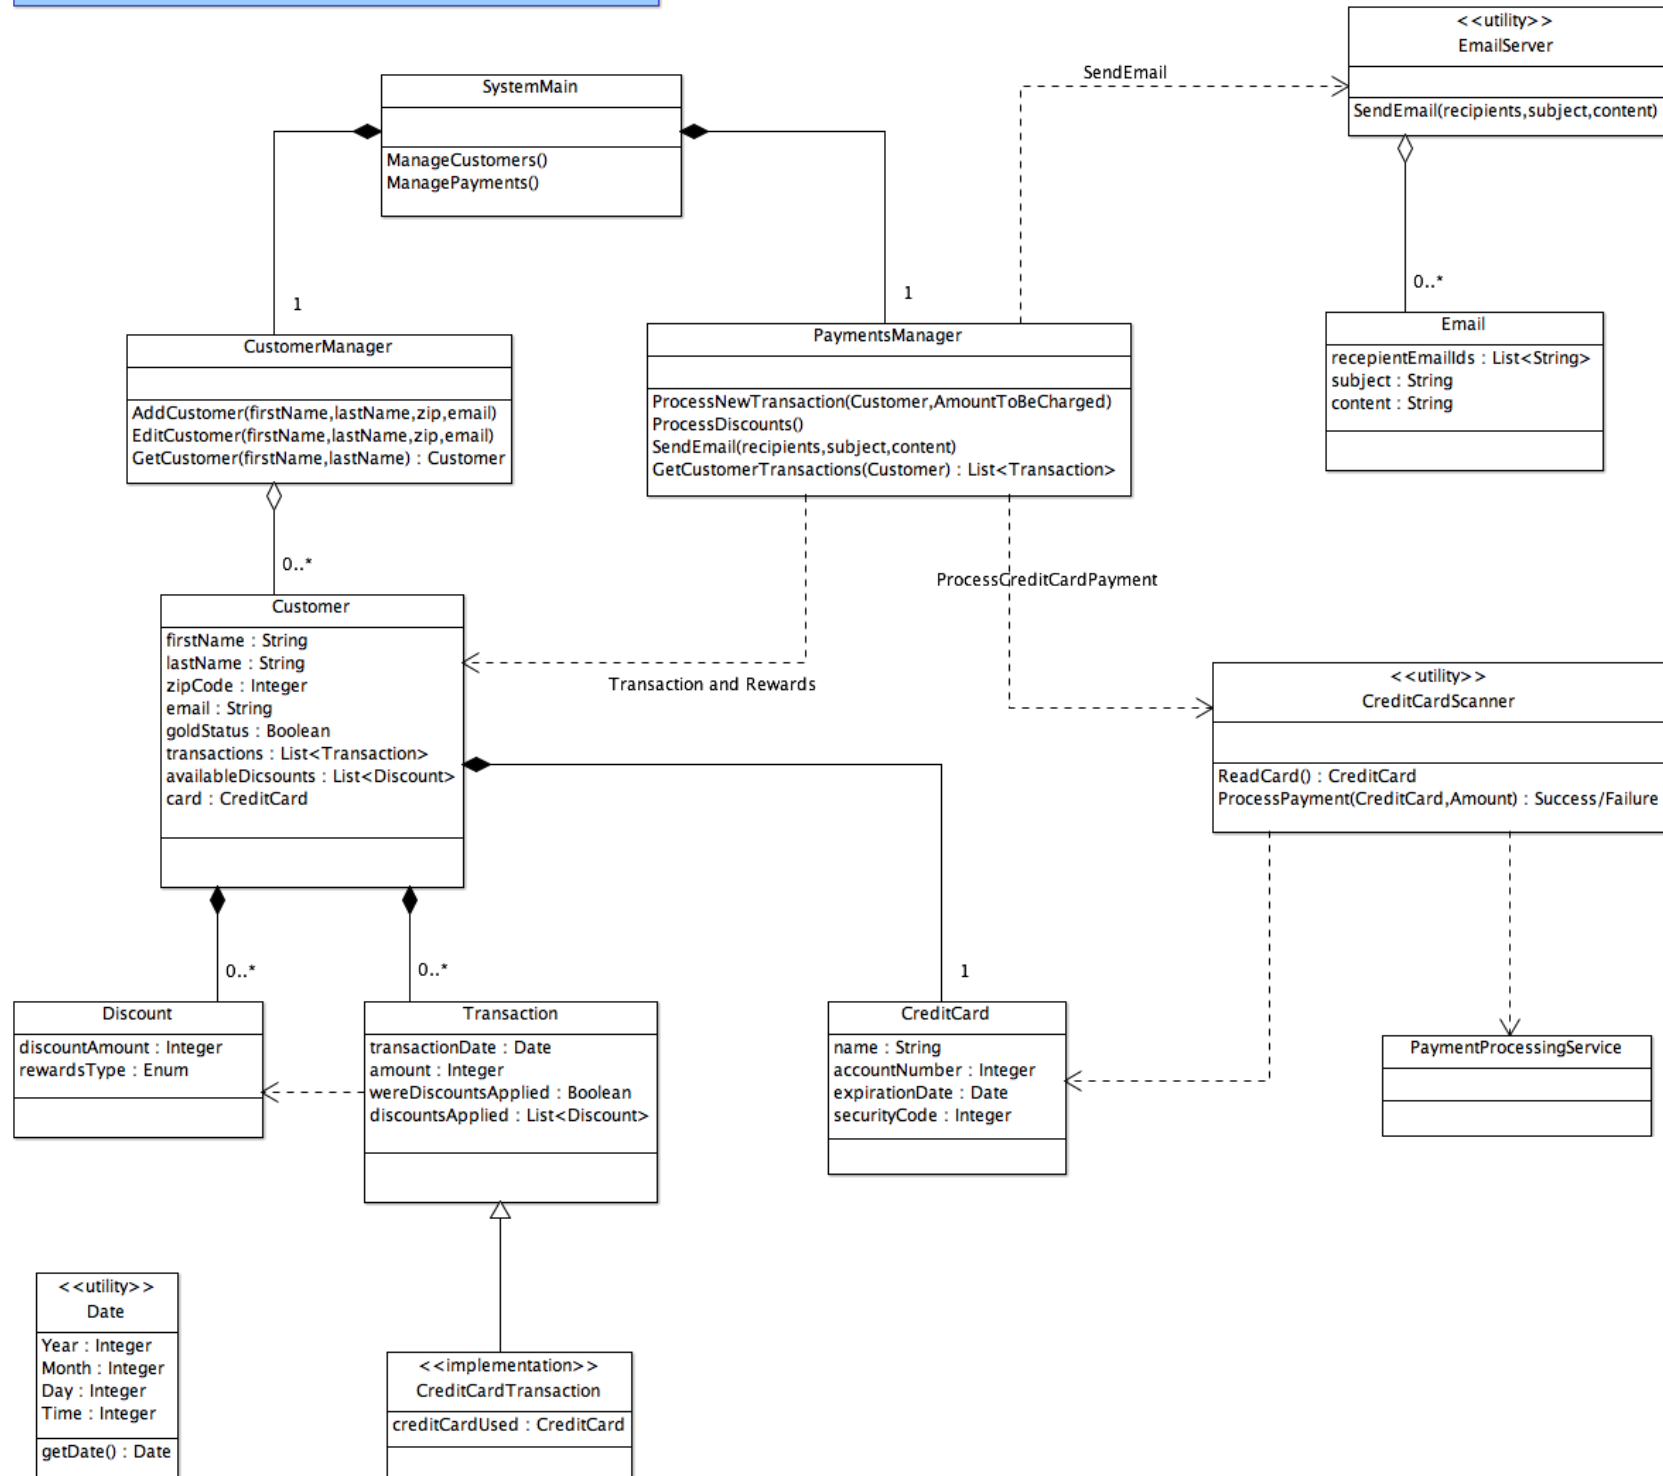 <<utility>>
EmailServer
SendEmail(recipients,subject,content)
SendEmail
SystemMain
ManageCustomers()
ManagePayments()
1
1
0..*
CustomerManager
AddCustomer(firstName,lastName,zip,email)
EditCustomer(firstName,lastName,zip,email)
GetCustomer(firstName,lastName) : Customer
PaymentsManager
ProcessNewTransaction(Customer,AmountToBeCharged)
ProcessDiscounts()
SendEmail(recipients,subject,content)
GetCustomerTransactions(Customer) : List<Transaction>
Email
recepientEmailIds : List<String>
subject : String
content : String
0..*
ProcessCreditCardPayment
Customer
firstName : String
lastName : String
zipCode : Integer
email : String
goldStatus : Boolean
transactions : List<Transaction>
availableDicsounts : List<Discount>
card : CreditCard
Transaction and Rewards
<<utility>>
CreditCardScanner
ReadCard() : CreditCard
ProcessPayment(CreditCard,Amount) : Success/Failure
0..*
0..*
1
Discount
discountAmount : Integer
rewardsType : Enum
Transaction
transactionDate : Date
amount : Integer
wereDiscountsApplied : Boolean
discountsApplied : List<Discount>
CreditCard
name : String
accountNumber : Integer
expirationDate : Date
securityCode : Integer
PaymentProcessingService
<<utility>>
Date
Year : Integer
Month : Integer
Day : Integer
Time : Integer
getDate() : Date
<<implementation>>
CreditCardTransaction
creditCardUsed : CreditCard